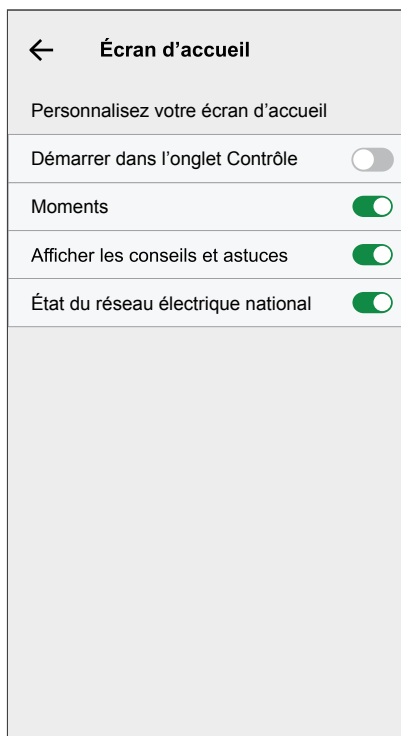 Écran d’accueil
Personnalisez votre écran d’accueil
Démarrer dans l’onglet Contrôle
Moments
Afficher les conseils et astuces
État du réseau électrique national